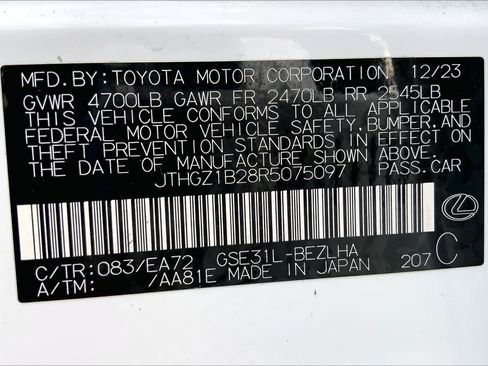 MFD. BY: TOYOTA MOTOR CORPORATION 12/23
GVWR 4700LB GAWR FR 2470LB RR 2545LB
THIS VEHICLE CONFORMS TO ALL APPLICABLE
FEDERAL MOTOR VEHICLE SAFETY, BUMPER, AND
THEFT PREVENTION STANDARDS IN EFFECT ON
THE DATE OF MANUFACTURE SHOWN ABOVE.
JTHGZ1B28R5075097 PASS. CAR
C/TR: 083/EA72 GSE31L-BEZLHA
A/TM: /AA81E MADE IN JAPAN 207 C